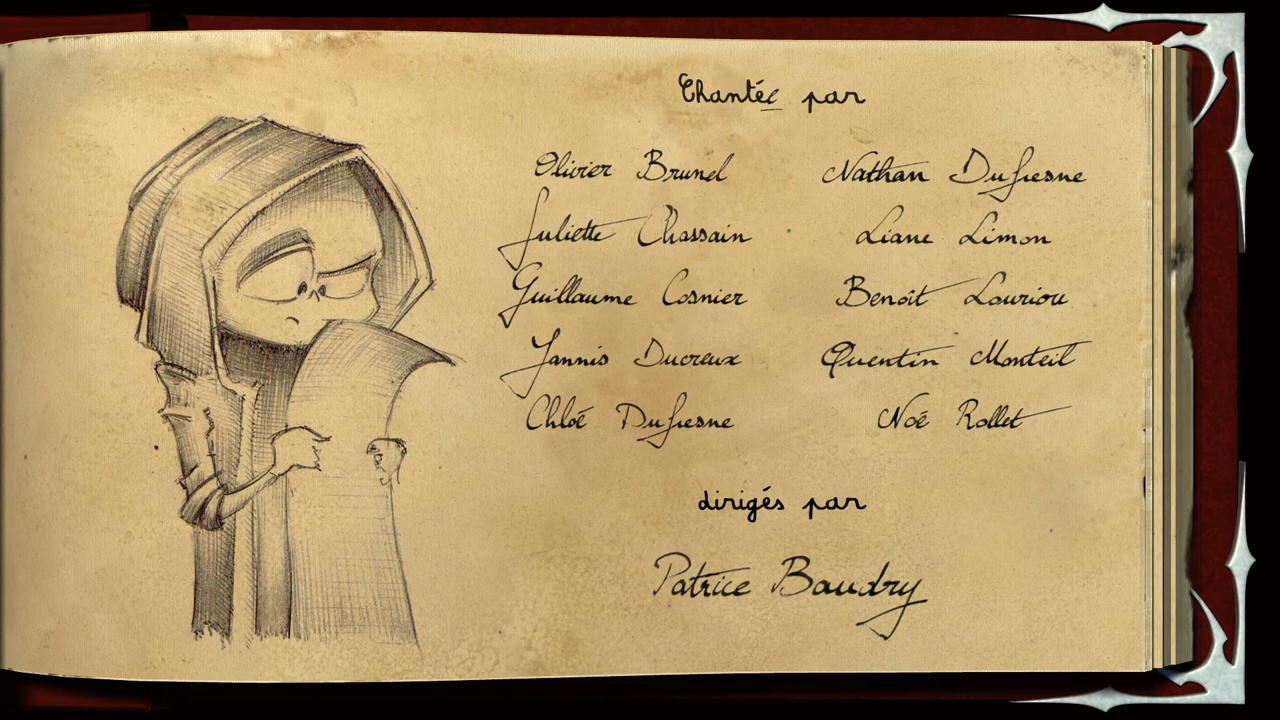 Chantée par
Olivier Brunel Nathan Dufresne
Juliette Chassain Liane Limon
Guillaume Cosnier Benoît Louriou
Yannis Ducreux Quentin Monteil
Chloé Dufresne Noé Rollet
dirigés par
Patrice Baudry